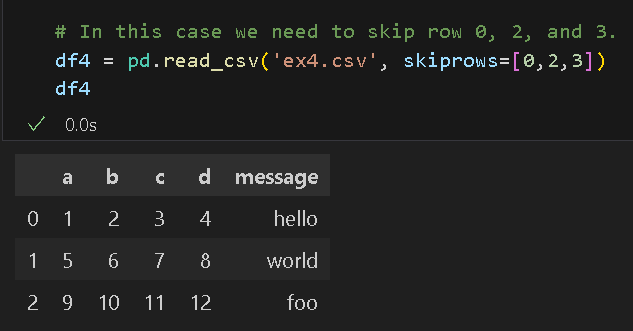 # In this case we need to skip row 0, 2, and 3.
df4 = pd.read_csv('ex4.csv', skiprows=[0,2,3])
df4
0.0s
a b c d message
0 1 2 3 4 hello
1 5 6 7 8 world
2 9 10 11 12 foo